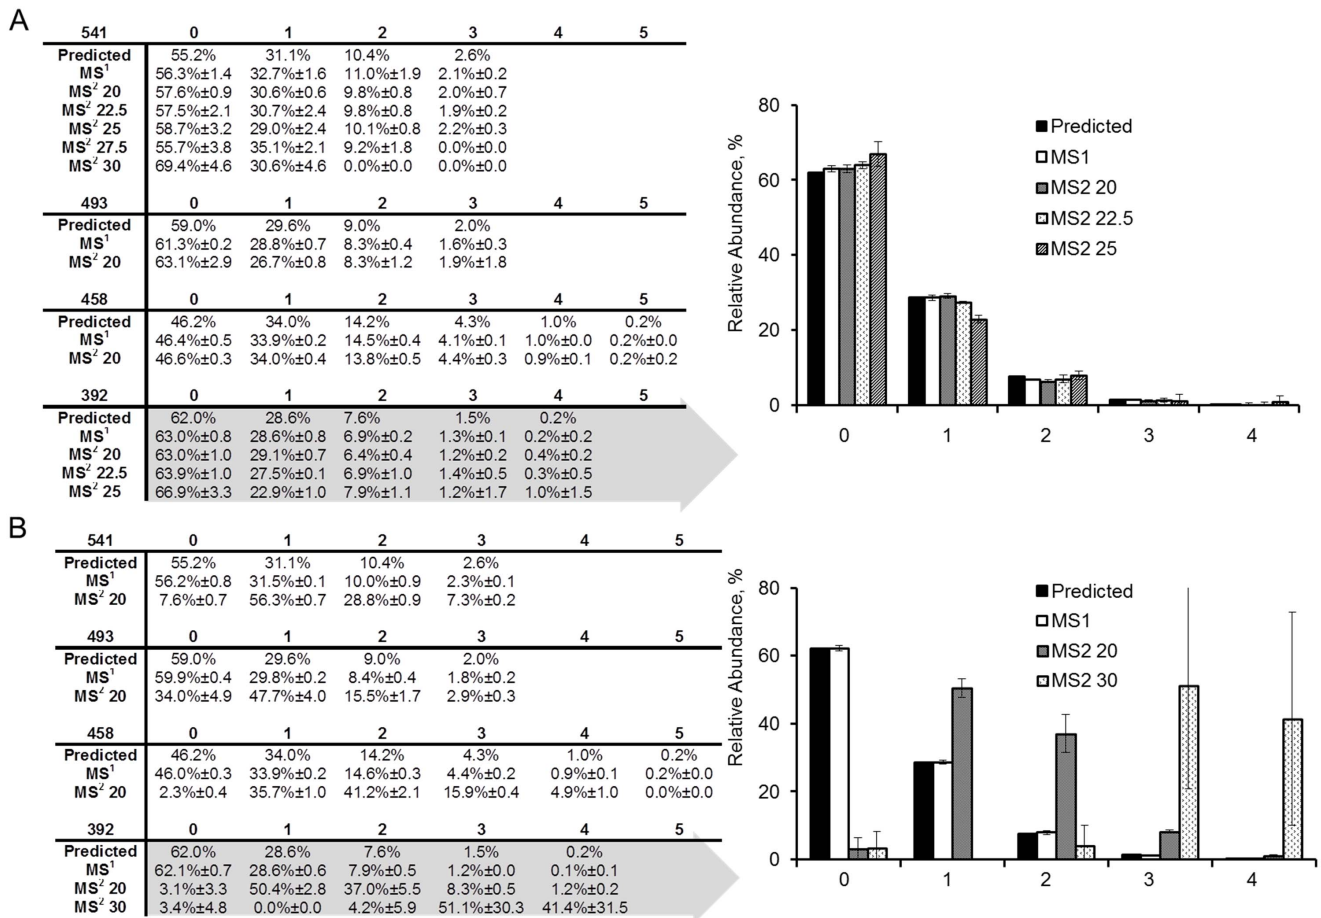 A
541 0 1 2 3 4 5
Predicted 55.2% 31.1% 10.4% 2.6%
MS1 56.3%±1.4 32.7%±1.6 11.0%±1.9 2.1%±0.2
MS2 20 57.6%±0.9 30.6%±0.6 9.8%±0.8 2.0%±0.7
MS2 22.5 57.5%±2.1 30.7%±2.4 9.8%±0.8 1.9%±0.2
MS2 25 58.7%±3.2 29.0%±2.4 10.1%±0.8 2.2%±0.3
MS2 27.5 55.7%±3.8 35.1%±2.1 9.2%±1.8 0.0%±0.0
MS2 30 69.4%±4.6 30.6%±4.6 0.0%±0.0 0.0%±0.0
493 0 1 2 3 4 5
Predicted 59.0% 29.6% 9.0% 2.0%
MS1 61.3%±0.2 28.8%±0.7 8.3%±0.4 1.6%±0.3
MS2 20 63.1%±2.9 26.7%±0.8 8.3%±1.2 1.9%±1.8
458 0 1 2 3 4 5
Predicted 46.2% 34.0% 14.2% 4.3% 1.0% 0.2%
MS1 46.4%±0.5 33.9%±0.2 14.5%±0.4 4.1%±0.1 1.0%±0.0 0.2%±0.0
MS2 20 46.6%±0.3 34.0%±0.4 13.8%±0.5 4.4%±0.3 0.9%±0.1 0.2%±0.2
392 0 1 2 3 4 5
Predicted 62.0% 28.6% 7.6% 1.5% 0.2%
MS1 63.0%±0.8 28.6%±0.8 6.9%±0.2 1.3%±0.1 0.2%±0.2
MS2 20 63.0%±1.0 29.1%±0.7 6.4%±0.4 1.2%±0.2 0.4%±0.2
MS2 22.5 63.9%±1.0 27.5%±0.1 6.9%±1.0 1.4%±0.5 0.3%±0.5
MS2 25 66.9%±3.3 22.9%±1.0 7.9%±1.1 1.2%±1.7 1.0%±1.5
Relative Abundance, %
80
60
40
20
0
0 1 2 3 4
Predicted
MS1
MS2 20
MS2 22.5
MS2 25
B
541 0 1 2 3 4 5
Predicted 55.2% 31.1% 10.4% 2.6%
MS1 56.2%±0.8 31.5%±0.1 10.0%±0.9 2.3%±0.1
MS2 20 7.6%±0.7 56.3%±0.7 28.8%±0.9 7.3%±0.2
493 0 1 2 3 4 5
Predicted 59.0% 29.6% 9.0% 2.0%
MS1 59.9%±0.4 29.8%±0.2 8.4%±0.4 1.8%±0.2
MS2 20 34.0%±4.9 47.7%±4.0 15.5%±1.7 2.9%±0.3
458 0 1 2 3 4 5
Predicted 46.2% 34.0% 14.2% 4.3% 1.0% 0.2%
MS1 46.0%±0.3 33.9%±0.2 14.6%±0.3 4.4%±0.2 0.9%±0.1 0.2%±0.0
MS2 20 2.3%±0.4 35.7%±1.0 41.2%±2.1 15.9%±0.4 4.9%±1.0 0.0%±0.0
392 0 1 2 3 4 5
Predicted 62.0% 28.6% 7.6% 1.5% 0.2%
MS1 62.1%±0.7 28.6%±0.6 7.9%±0.5 1.2%±0.0 0.1%±0.1
MS2 20 3.1%±3.3 50.4%±2.8 37.0%±5.5 8.3%±0.5 1.2%±0.2
MS2 30 3.4%±4.8 0.0%±0.0 4.2%±5.9 51.1%±30.3 41.4%±31.5
Relative Abundance, %
80
60
40
20
0
0 1 2 3 4
Predicted
MS1
MS2 20
MS2 30